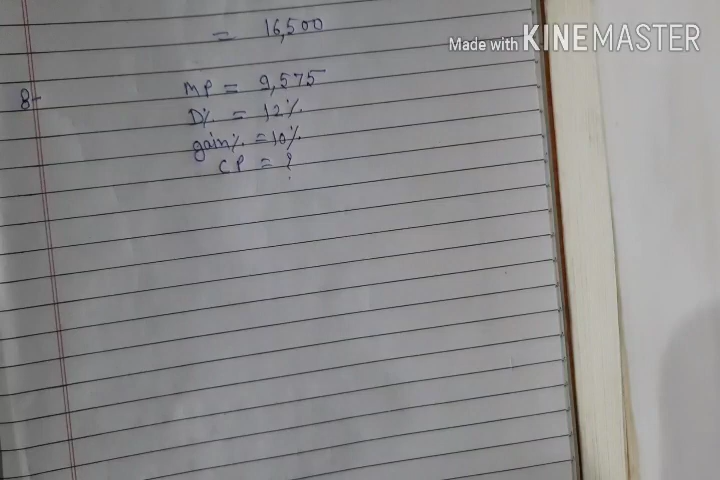 = 16,500
Made with KINEMASTER
8- MP = 9,575
D% = 12%
gain% = 10%
CP = ?